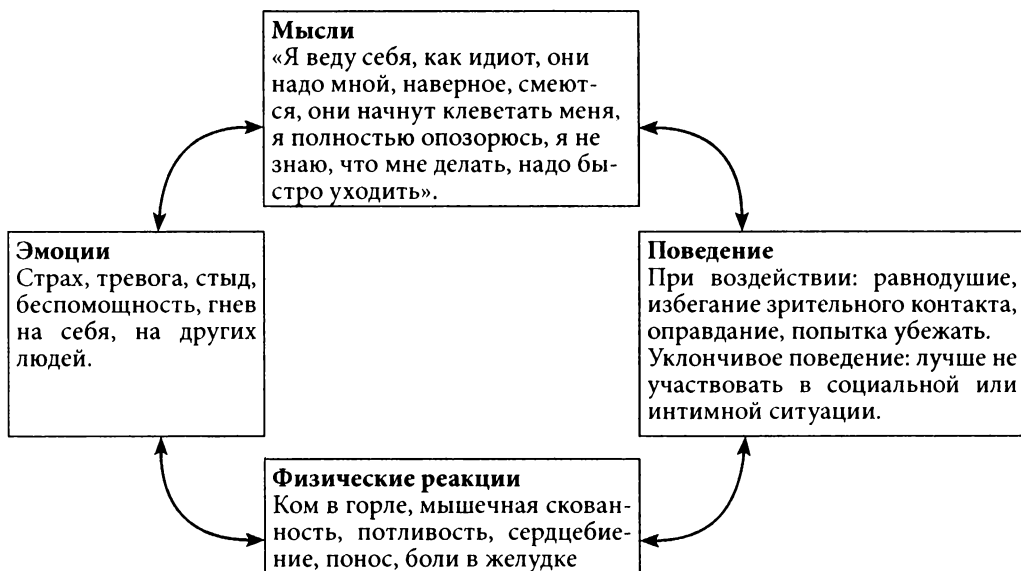 Мысли
«Я веду себя, как идиот, они
надо мной, наверное, смеют-
ся, они начнут клеветать меня,
я полностью опозорюсь, я не
знаю, что мне делать, надо бы-
стро уходить».
Эмоции
Страх, тревога, стыд,
беспомощность, гнев
на себя, на других
людей.
Поведение
При воздействии: равнодушие,
избегание зрительного контакта,
оправдание, попытка убежать.
Уклончивое поведение: лучше не
участвовать в социальной или
интимной ситуации.
Физические реакции
Ком в горле, мышечная скован-
ность, потливость, сердцебие-
ние, понос, боли в желудке